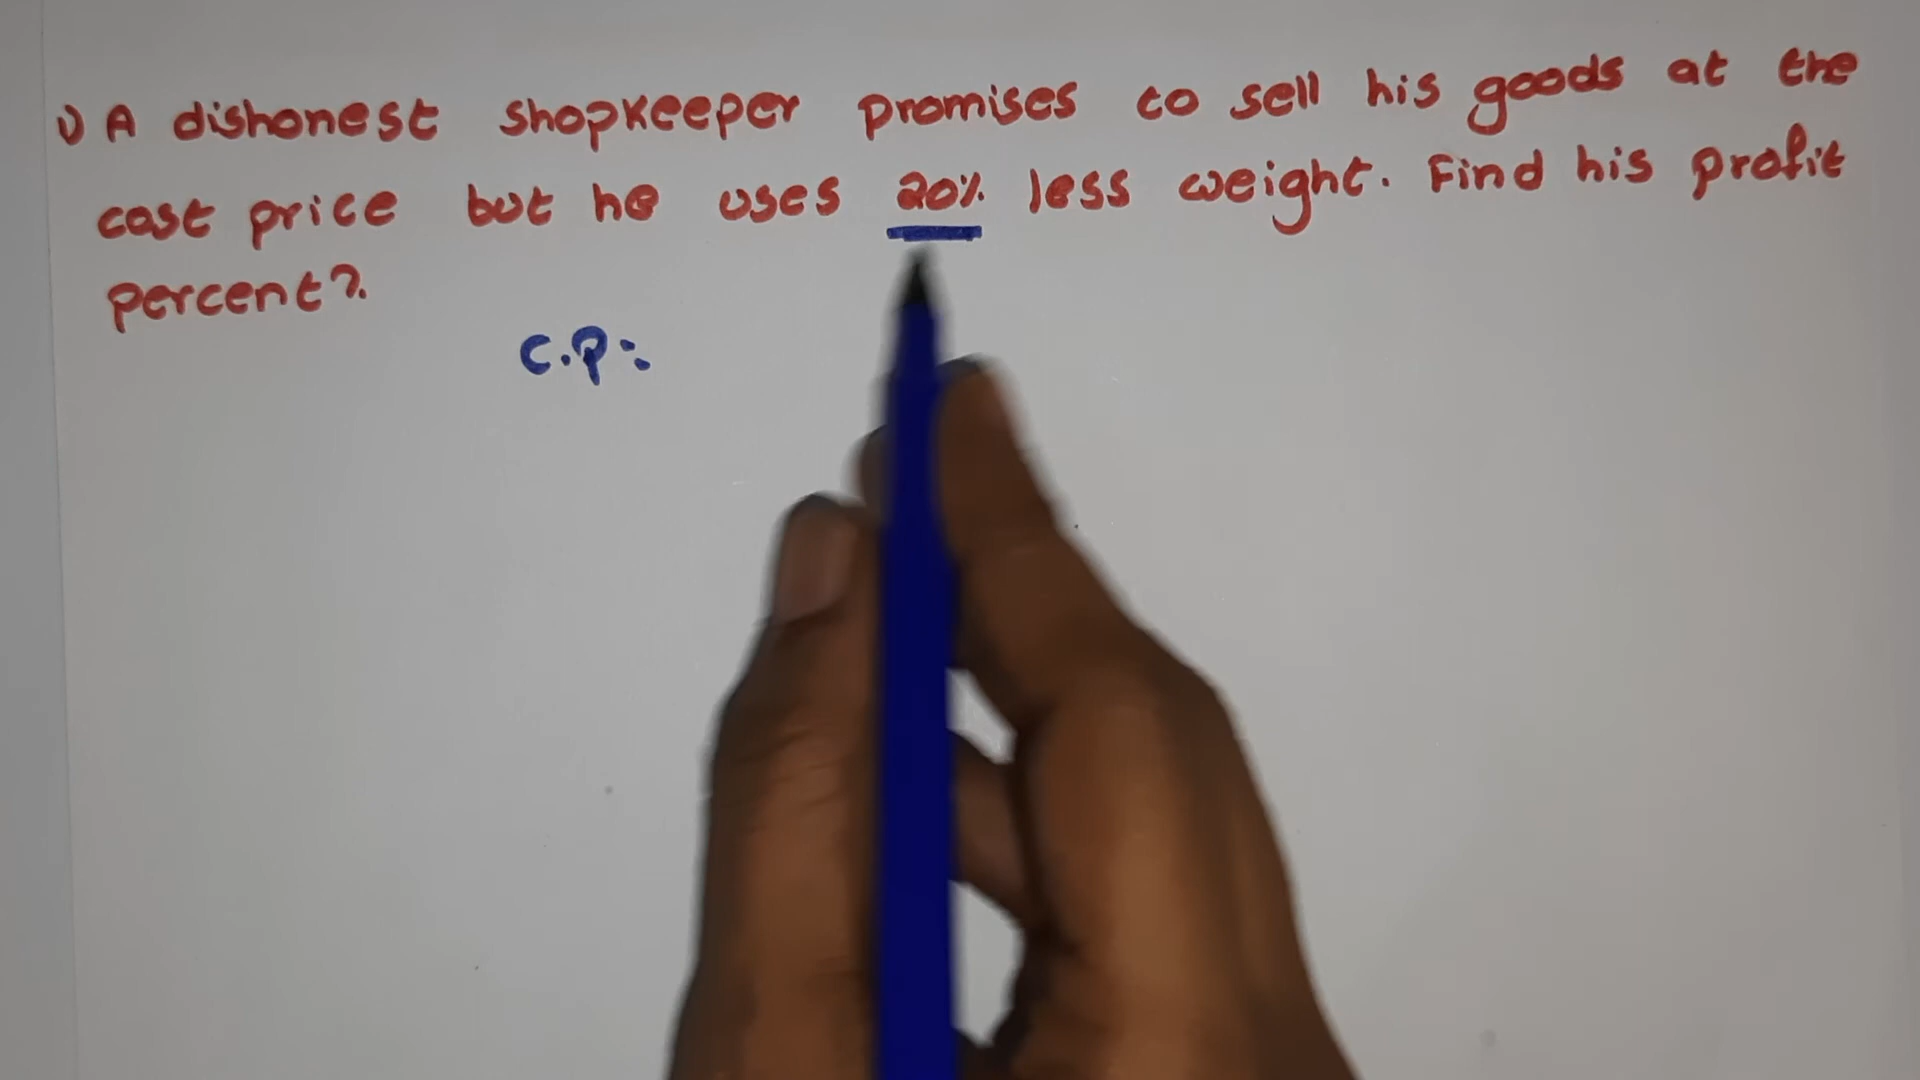 1) A dishonest shopkeeper promises to sell his goods at the
cost price but he uses 20% less weight. Find his profit
percent?.
C.P: